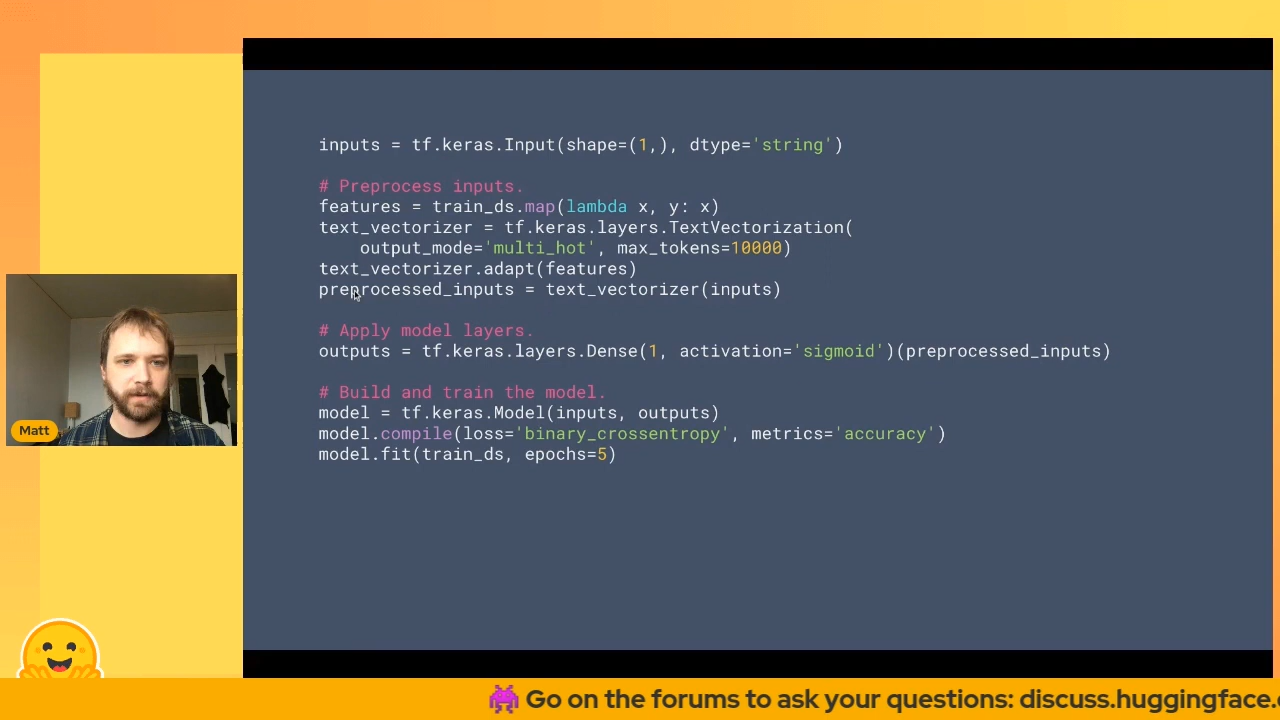 inputs = tf.keras.Input(shape=(1,), dtype='string')
# Preprocess inputs.
features = train_ds.map(lambda x, y: x)
text_vectorizer = tf.keras.layers.TextVectorization(
    output_mode='multi_hot', max_tokens=10000)
text_vectorizer.adapt(features)
preprocessed_inputs = text_vectorizer(inputs)
# Apply model layers.
outputs = tf.keras.layers.Dense(1, activation='sigmoid')(preprocessed_inputs)
# Build and train the model.
model = tf.keras.Model(inputs, outputs)
model.compile(loss='binary_crossentropy', metrics='accuracy')
model.fit(train_ds, epochs=5)
Matt
👾 Go on the forums to ask your questions: discuss.huggingface.